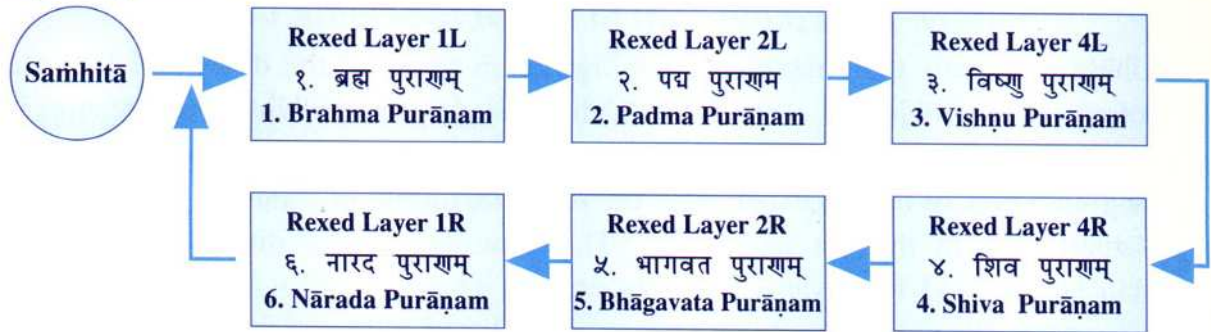 Saṁhitā
Rexed Layer 1L
१. ब्रह्म पुराणम्
1. Brahma Purāṇam
Rexed Layer 2L
२. पद्म पुराणम
2. Padma Purāṇam
Rexed Layer 4L
३. विष्णु पुराणम्
3. Vishṇu Purāṇam
Rexed Layer 4R
४. शिव पुराणम्
4. Shiva Purāṇam
Rexed Layer 2R
५. भागवत पुराणम्
5. Bhāgavata Purāṇam
Rexed Layer 1R
६. नारद पुराणम्
6. Nārada Purāṇam